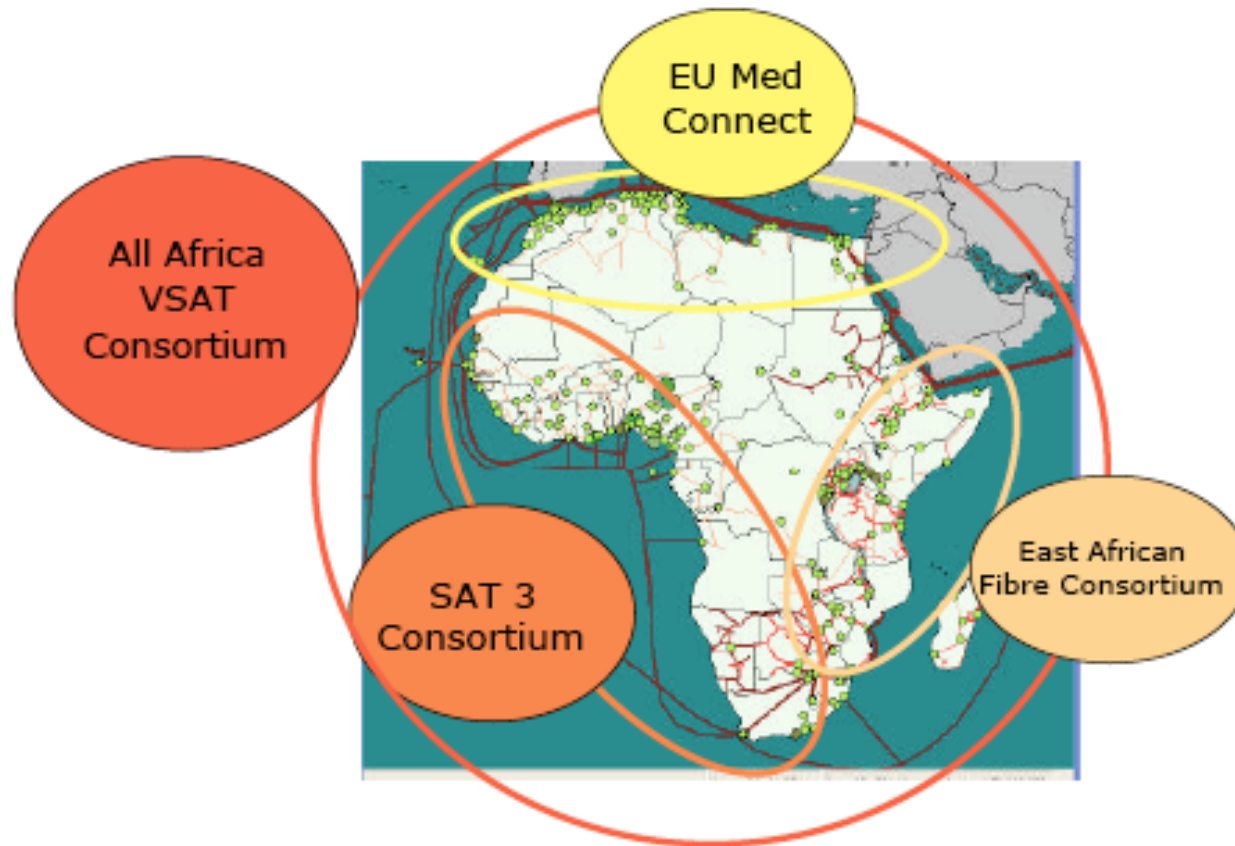 EU Med
Connect
All Africa
VSAT
Consortium
East African
Fibre Consortium
SAT 3
Consortium